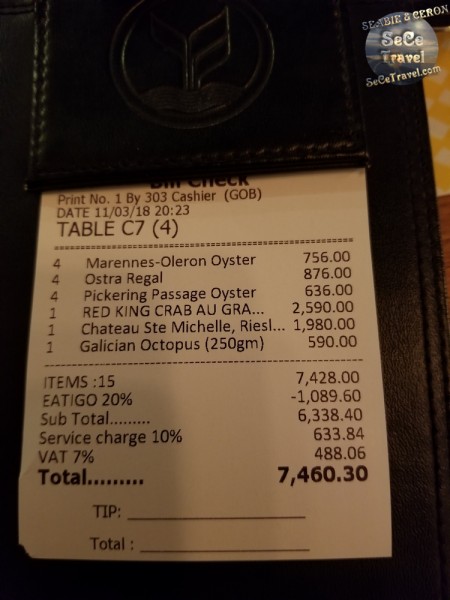 SEABIE & CERON
SeCe
Travel
SeCeTravel.com
Bill Check
Print No. 1 By 303 Cashier (GOB)
DATE 11/03/18 20:23
TABLE C7 (4)
4 Marennes-Oleron Oyster 756.00
4 Ostra Regal 876.00
4 Pickering Passage Oyster 636.00
1 RED KING CRAB AU GRA... 2,590.00
1 Chateau Ste Michelle, Riesl... 1,980.00
1 Galician Octopus (250gm) 590.00
ITEMS :15 7,428.00
EATIGO 20% -1,089.60
Sub Total......... 6,338.40
Service charge 10% 633.84
VAT 7% 488.06
Total......... 7,460.30
TIP:
Total :